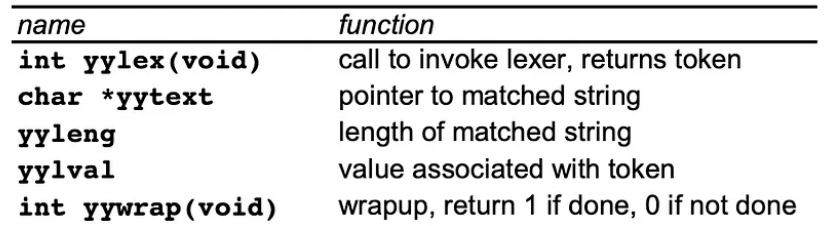 name function
int yylex(void) call to invoke lexer, returns token
char *yytext pointer to matched string
yyleng length of matched string
yylval value associated with token
int yywrap(void) wrapup, return 1 if done, 0 if not done